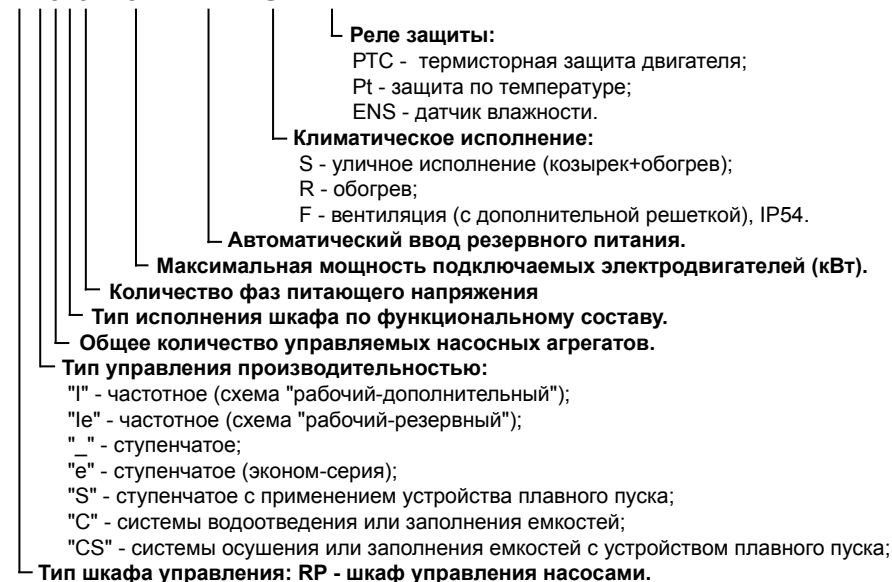 Реле защиты:
PTC -  термисторная защита двигателя;
Pt - защита по температуре;
ENS - датчик влажности.
Климатическое исполнение:
S - уличное исполнение (козырек+обогрев);
R - обогрев;
F - вентиляция (с дополнительной решеткой), IP54.
Автоматический ввод резервного питания.
Максимальная мощность подключаемых электродвигателей (кВт).
Количество фаз питающего напряжения
Тип исполнения шкафа по функциональному составу.
Общее количество управляемых насосных агрегатов.
Тип управления производительностью:
"I" - частотное (схема "рабочий-дополнительный");
"Ie" - частотное (схема "рабочий-резервный");
"_" - ступенчатое;
"e" - ступенчатое (эконом-серия);
"S" - ступенчатое с применением устройства плавного пуска;
"C" - системы водоотведения или заполнения емкостей;
"CS" - системы осушения или заполнения емкостей с устройством плавного пуска;
Тип шкафа управления: RP - шкаф управления насосами.